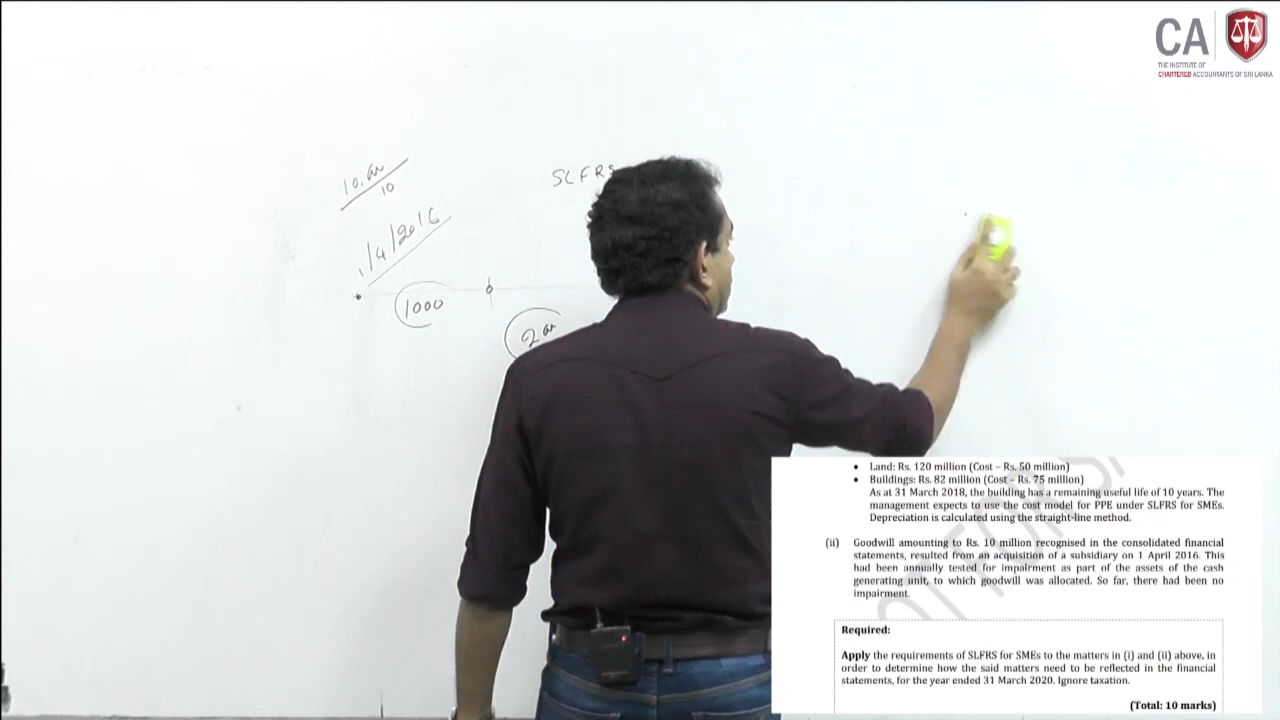 CA
THE INSTITUTE OF
CHARTERED ACCOUNTANTS OF SRI LANKA
10
SLFRS
1/4/2016
1000
• Land: Rs. 120 million (Cost – Rs. 50 million)
• Buildings: Rs. 82 million (Cost – Rs. 75 million)
As at 31 March 2018, the building has a remaining useful life of 10 years. The
management expects to use the cost model for PPE under SLFRS for SMEs.
Depreciation is calculated using the straight-line method.
(ii) Goodwill amounting to Rs. 10 million recognised in the consolidated financial
statements, resulted from an acquisition of a subsidiary on 1 April 2016. This
had been annually tested for impairment as part of the assets of the cash
generating unit, to which goodwill was allocated. So far, there had been no
impairment.
Required:
Apply the requirements of SLFRS for SMEs to the matters in (i) and (ii) above, in
order to determine how the said matters need to be reflected in the financial
statements, for the year ended 31 March 2020. Ignore taxation.
(Total: 10 marks)